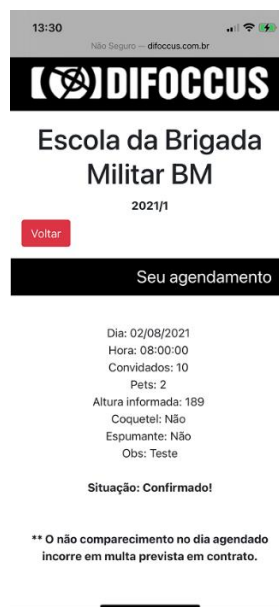 13:30
Não Seguro — difoccus.com.br
DIFOCCUS
Escola da Brigada
Militar BM
2021/1
Voltar
Seu agendamento
Dia: 02/08/2021
Hora: 08:00:00
Convidados: 10
Pets: 2
Altura informada: 189
Coquetel: Não
Espumante: Não
Obs: Teste
Situação: Confirmado!
** O não comparecimento no dia agendado
incorre em multa prevista em contrato.